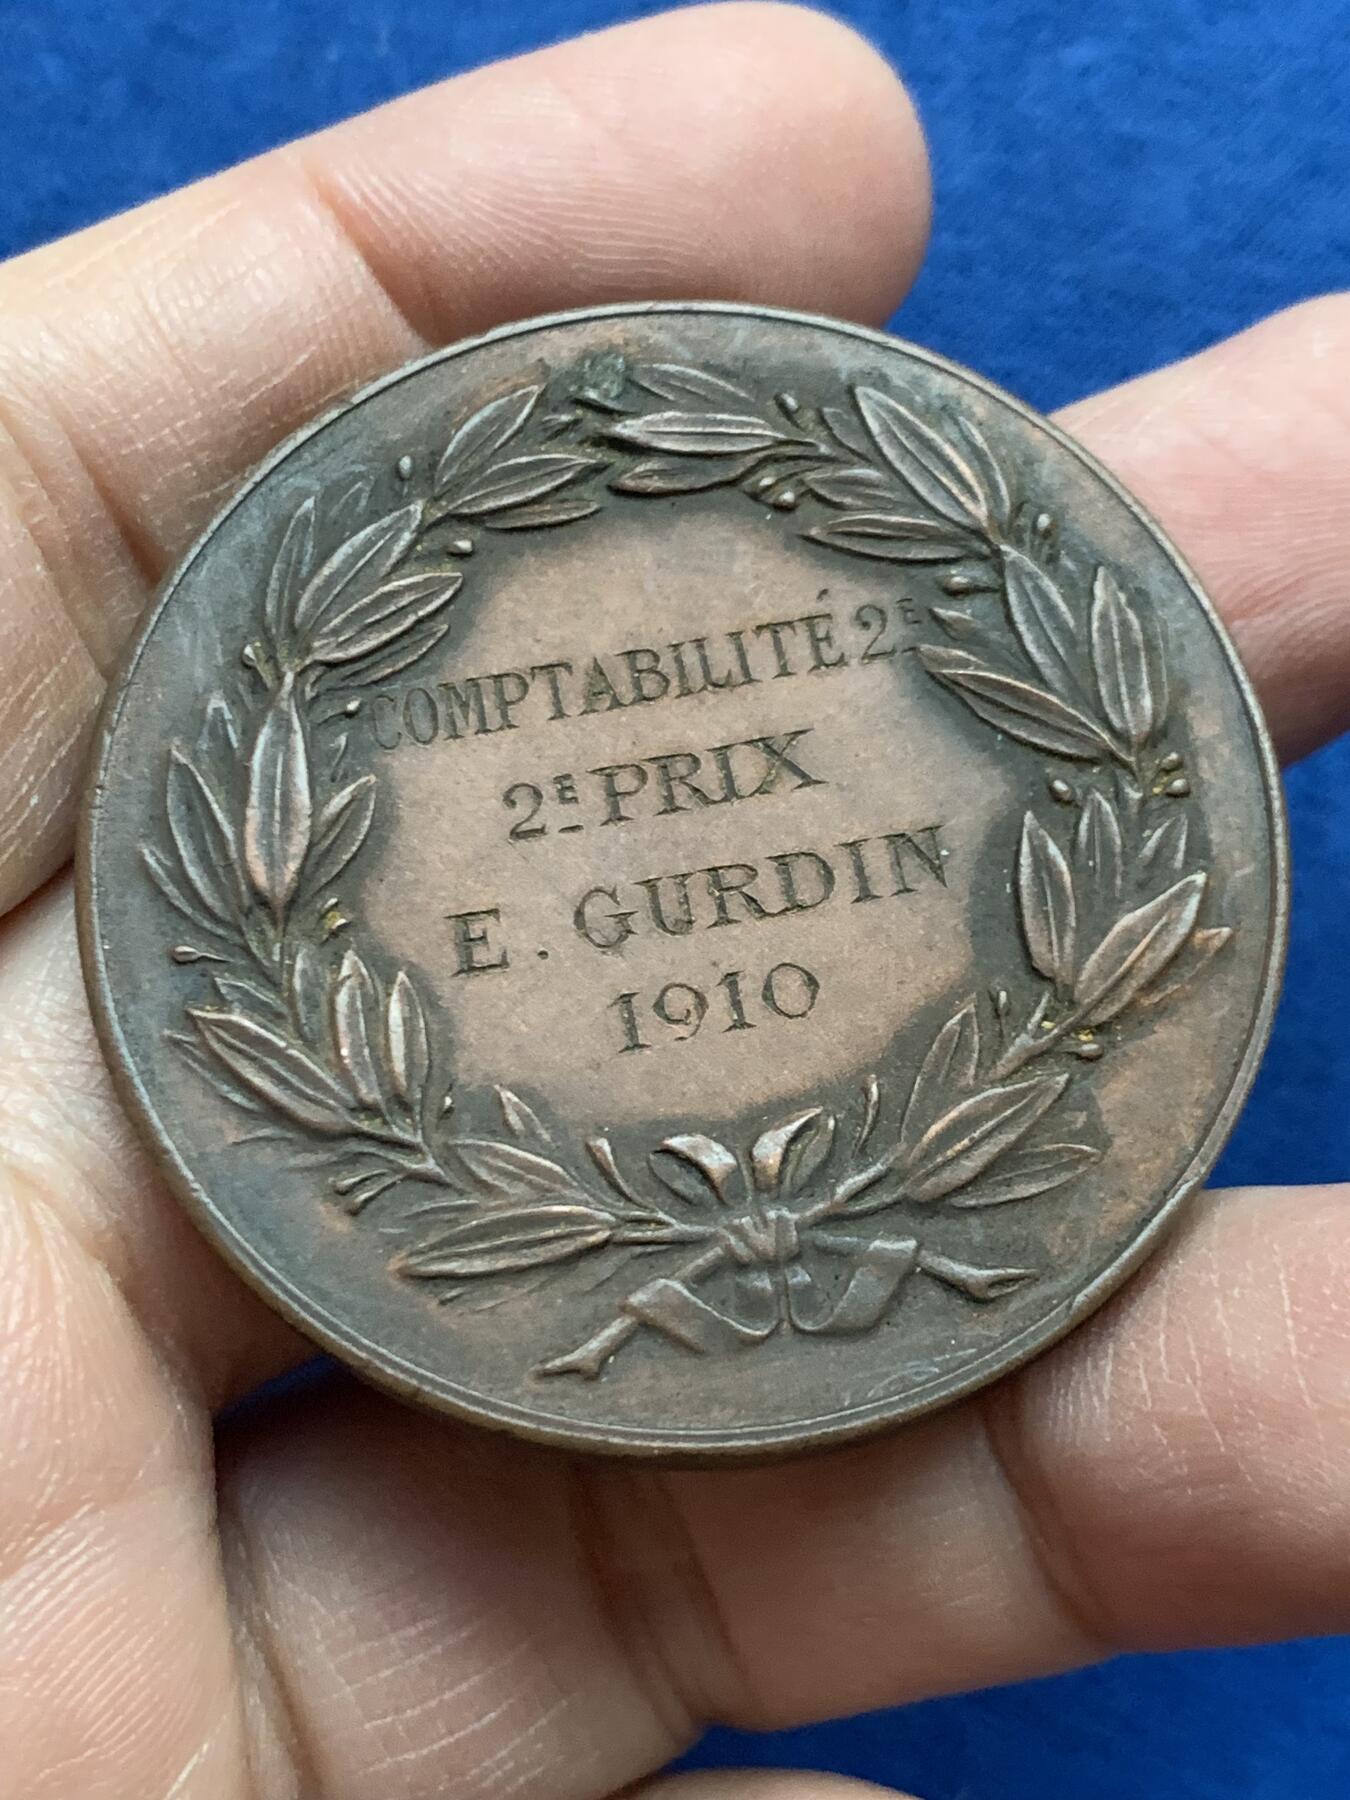 COMPTABILITÉ 2E
2E PRIX
E. GURDIN
1910